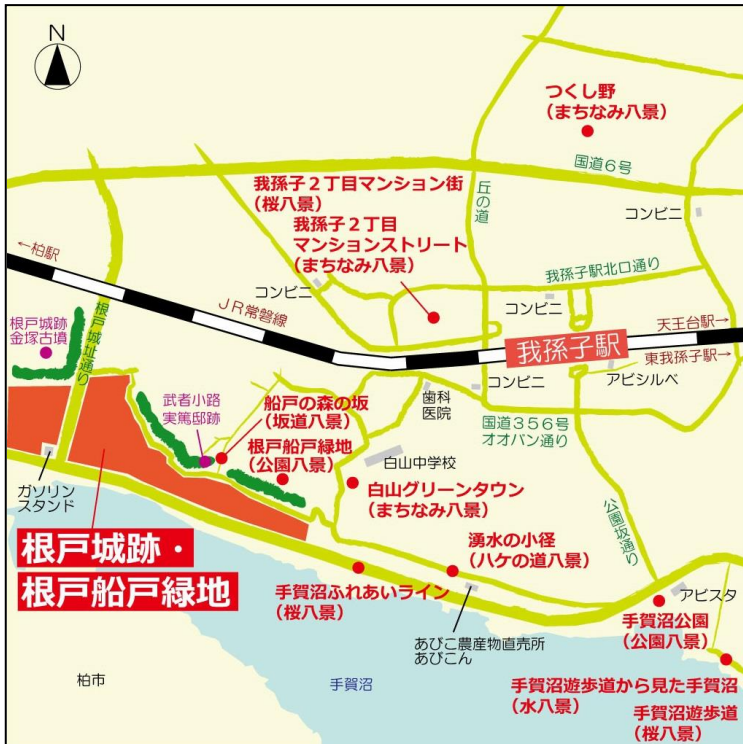 N
つくし野
（まちなみ八景）
国道6号
我孫子２丁目マンション街
（桜八景）
丘の道
我孫子２丁目
マンションストリート
（まちなみ八景）
コンビニ
←柏駅
我孫子駅北口通り
コンビニ
コンビニ
ＪＲ常磐線
根戸城址通り
根戸城跡
金塚古墳
天王台駅→
我孫子駅
東我孫子駅→
アビシルベ
コンビニ
歯科
医院
国道３５６号
オオバン通り
武者小路
実篤邸跡
船戸の森の坂
（坂道八景）
根戸船戸緑地
（公園八景）
白山中学校
白山グリーンタウン
（まちなみ八景）
ガソリン
スタンド
公園坂通り
根戸城跡・
根戸船戸緑地
湧水の小径
（ハケの道八景）
手賀沼ふれあいライン
（桜八景）
アビスタ
手賀沼公園
（公園八景）
あびこ農産物直売所
あびこん
柏市
手賀沼
手賀沼遊歩道から見た手賀沼
（水八景）
手賀沼遊歩道
（桜八景）